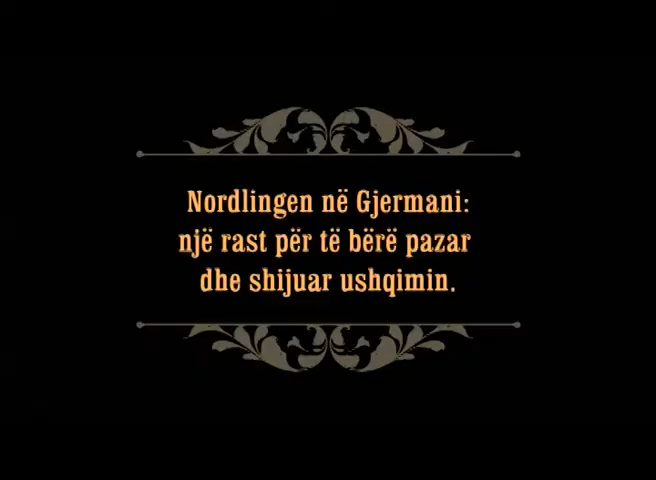 Nordlingen në Gjermani:
një rast për të bërë pazar
dhe shijuar ushqimin.